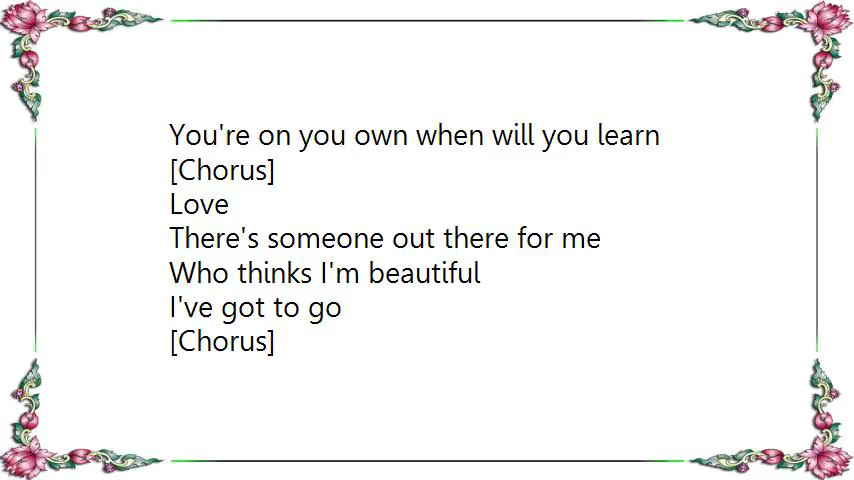 You're on you own when will you learn
[Chorus]
Love
There's someone out there for me
Who thinks I'm beautiful
I've got to go
[Chorus]